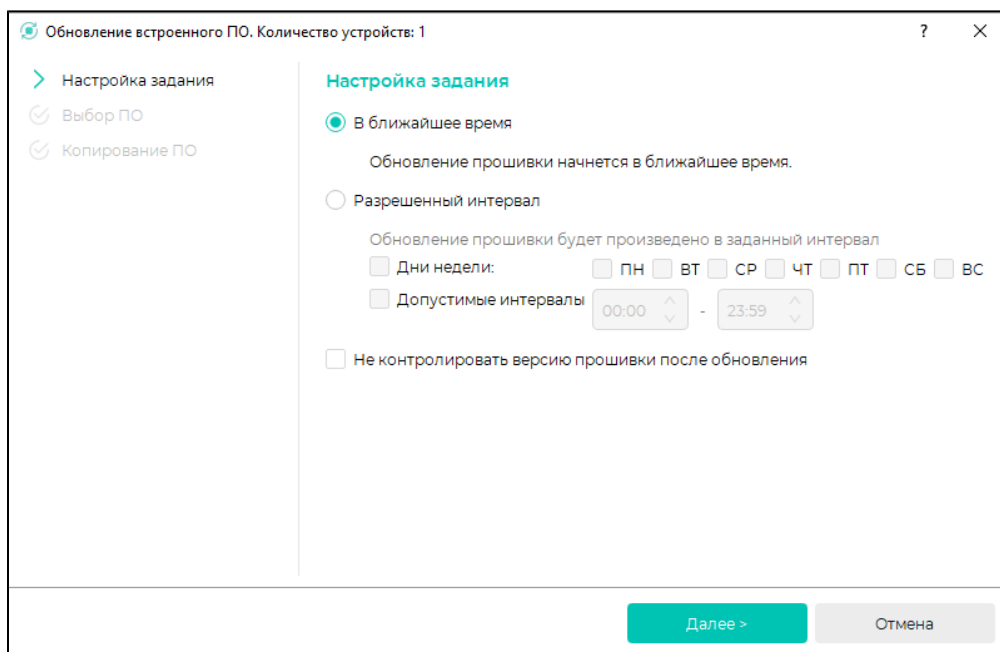 Обновление встроенного ПО. Количество устройств: 1 ?
Настройка задания
Выбор ПО
Копирование ПО
Настройка задания
В ближайшее время
Обновление прошивки начнется в ближайшее время.
Разрешенный интервал
Обновление прошивки будет произведено в заданный интервал
Дни недели: ПН ВТ СР ЧТ ПТ СБ ВС
Допустимые интервалы 00:00 - 23:59
Не контролировать версию прошивки после обновления
Далее > Отмена